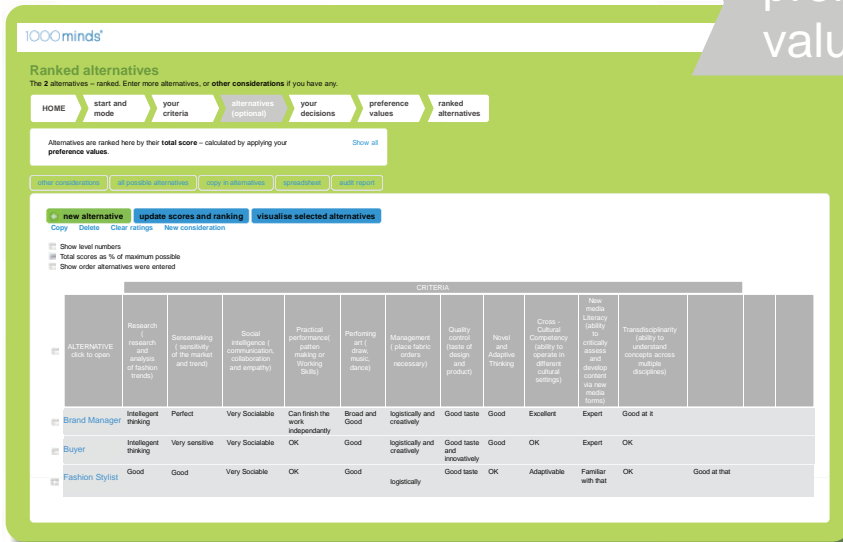 valu
1000minds
Ranked alternatives
The 2 alternatives – ranked. Enter more alternatives, or other considerations if you have any.
HOME
start and
mode
your
criteria
alternatives
(optional)
your
decisions
preference
values
ranked
alternatives
Alternatives are ranked here by their total score – calculated by applying your
preference values.
Show all
other considerations
all possible alternatives
copy in alternatives
spreadsheet
audit report
new alternative
update scores and ranking
visualise selected alternatives
Copy Delete Clear ratings New consideration
Show level numbers
Total scores as % of maximum possible
Show order alternatives were entered
CRITERIA
ALTERNATIVE
click to open
Research
(
research
and
analysis
of fashion
trends)
Sensemaking
( sensitivity
of the market
and trend)
Social
intelligence (
communication,
collaboration
and empathy)
Practical
performance(
patten
making or
Working
Skills)
Perfoming
art (
draw,
music,
dance)
Management
( place fabric
orders
necessary)
Quality
control
(taste of
design
and
product)
Novel
and
Adaptive
Thinking
Cross -
Cultural
Competency
(ability to
operate in
different
cultural
settings)
New
media
Literacy
(ability
to
critically
assess
and
develop
content
via new
media
forms)
Transdisciplinarity
(ability to
understand
concepts across
multiple
disciplines)
Brand Manager
Intellegent
thinking
Perfect
Very Socialable
Can finish the
work
independantly
Broad and
Good
logistically and
creatively
Good taste
Good
Excellent
Expert
Good at it
Buyer
Intellegent
thinking
Very sensitive
Very Socialable
OK
Good
logistically and
creatively
Good taste
and
innovatively
Good
OK
Expert
OK
Fashion Stylist
Good
Good
Very Sociable
OK
Good
logistically
Good taste
OK
Adaptivable
Familiar
with that
OK
Good at that